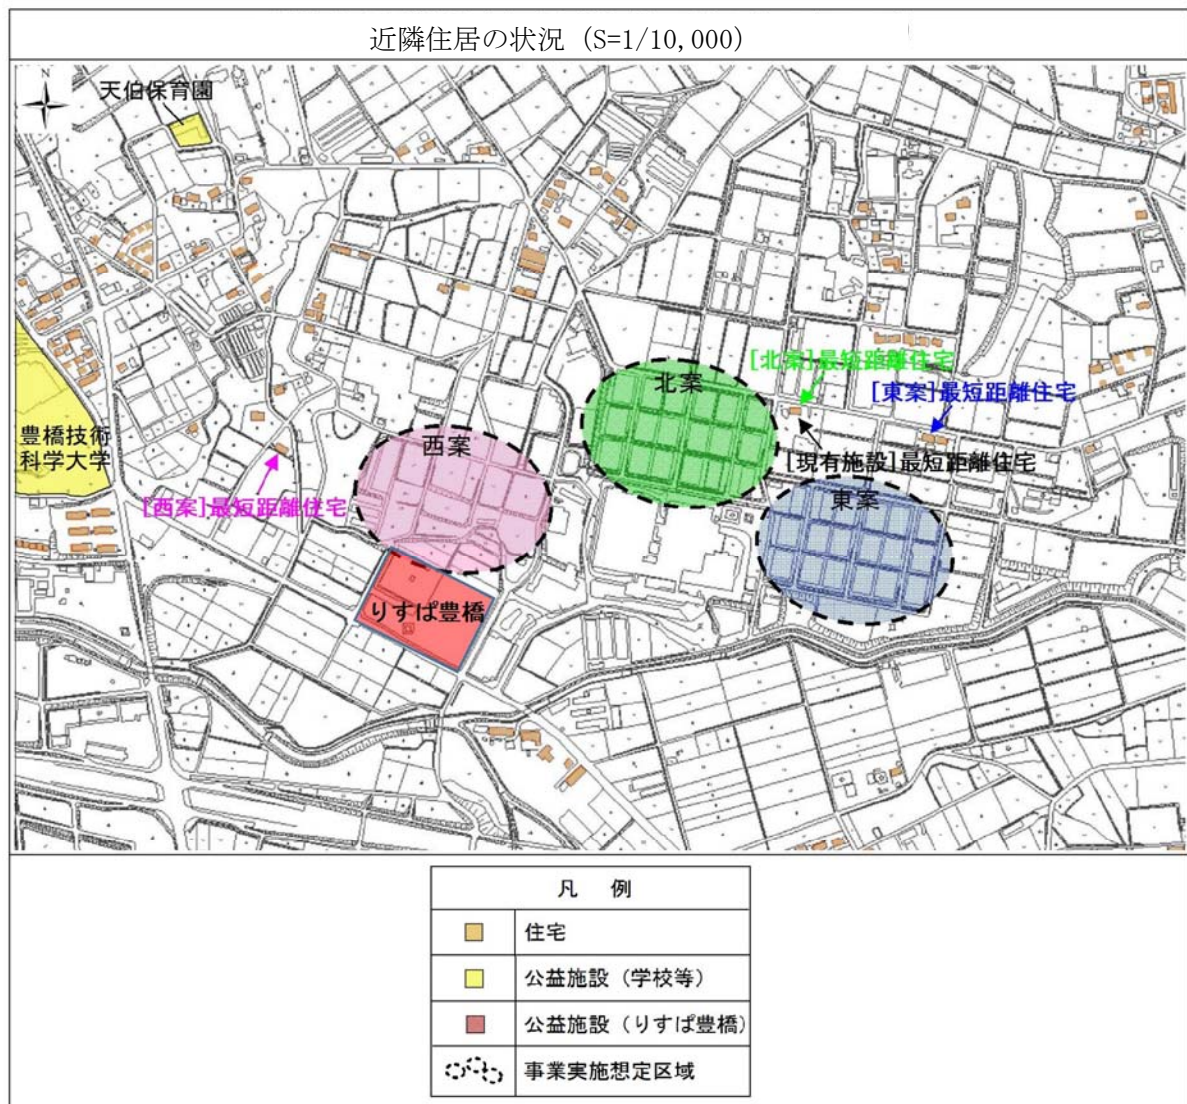 近隣住居の状況 (S=1/10,000)
N
天伯保育園
[北案]最短距離住宅
北案
[東案]最短距離住宅
豊橋技術
科学大学
西案
[現有施設]最短距離住宅
[西案]最短距離住宅
東案
りすぱ豊橋
凡 例
住宅
公益施設（学校等）
公益施設（りすぱ豊橋）
事業実施想定区域